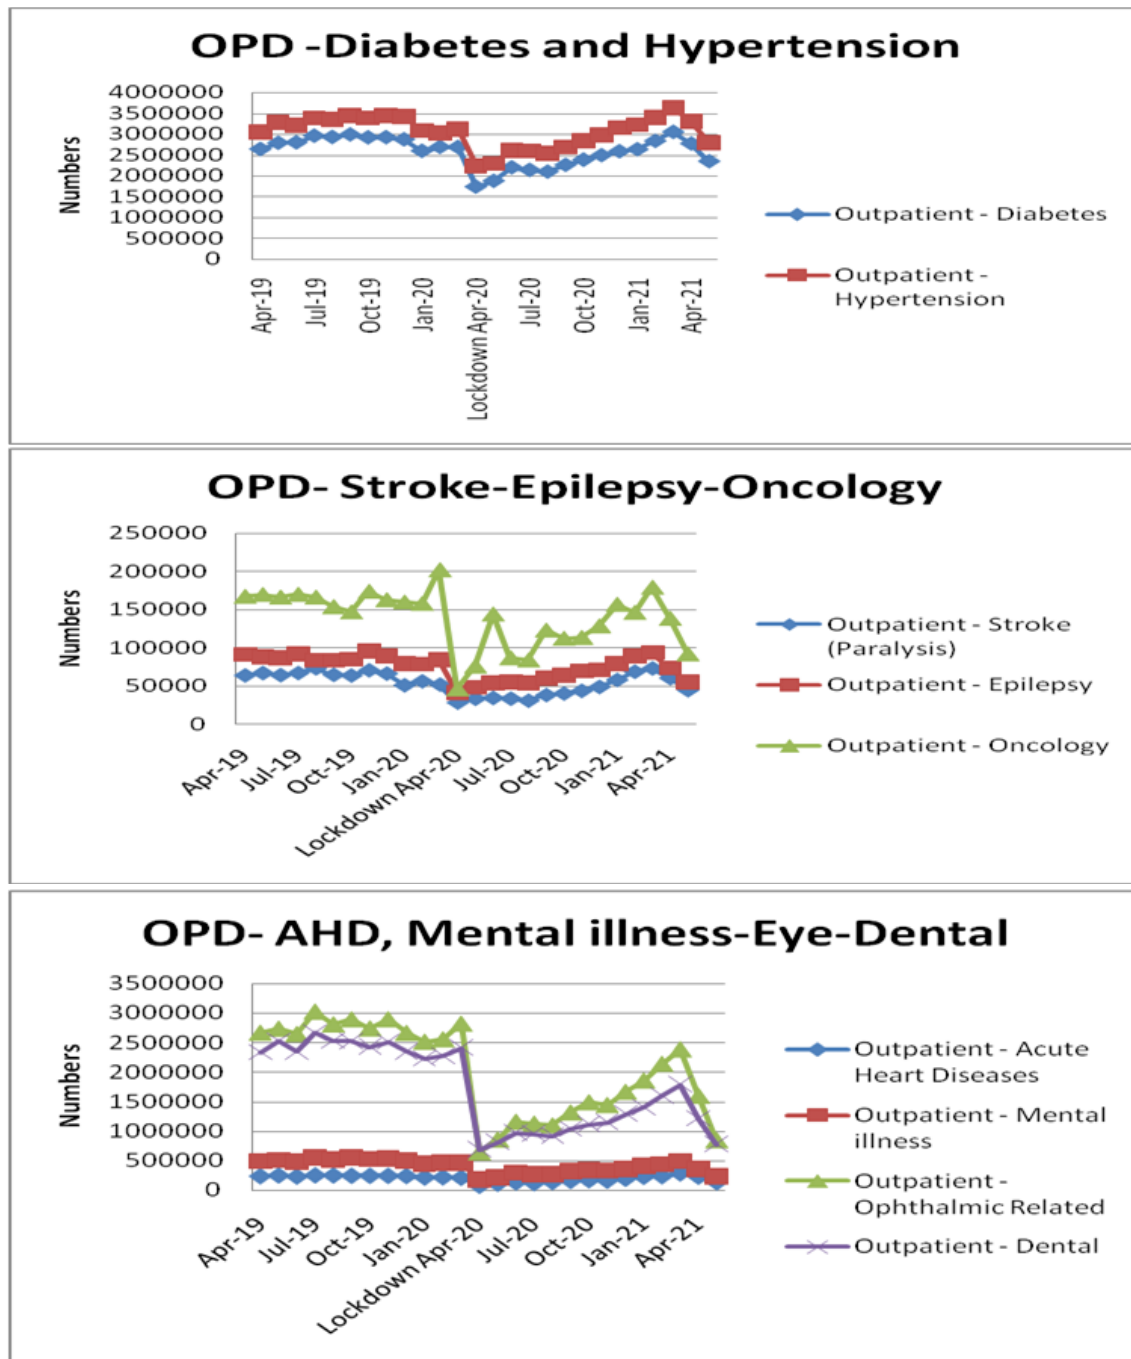 OPD -Diabetes and Hypertension
4000000
3500000
3000000
2500000
2000000
1500000
1000000
500000
0
Numbers
Apr-19
Jul-19
Oct-19
Jan-20
Lockdown Apr-20
Jul-20
Oct-20
Jan-21
Apr-21
Outpatient - Diabetes
Outpatient -
Hypertension
OPD- Stroke-Epilepsy-Oncology
250000
200000
150000
100000
50000
0
Numbers
Apr-19
Jul-19
Oct-19
Jan-20
Lockdown Apr-20
Jul-20
Oct-20
Jan-21
Apr-21
Outpatient - Stroke
(Paralysis)
Outpatient - Epilepsy
Outpatient - Oncology
OPD- AHD, Mental illness-Eye-Dental
3500000
3000000
2500000
2000000
1500000
1000000
500000
0
Numbers
Apr-19
Jul-19
Oct-19
Jan-20
Lockdown Apr-20
Jul-20
Oct-20
Jan-21
Apr-21
Outpatient - Acute
Heart Diseases
Outpatient - Mental
illness
Outpatient -
Ophthalmic Related
Outpatient - Dental